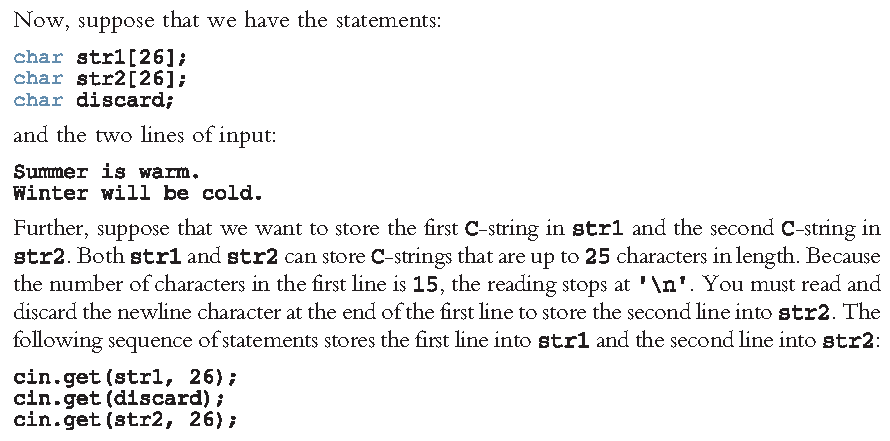 Now, suppose that we have the statements:
char str1[26];
char str2[26];
char discard;
and the two lines of input:
Summer is warm.
Winter will be cold.
Further, suppose that we want to store the first C-string in str1 and the second C-string in
str2. Both str1 and str2 can store C-strings that are up to 25 characters in length. Because
the number of characters in the first line is 15, the reading stops at '\n'. You must read and
discard the newline character at the end of the first line to store the second line into str2. The
following sequence of statements stores the first line into str1 and the second line into str2:
cin.get(str1, 26);
cin.get(discard);
cin.get(str2, 26);